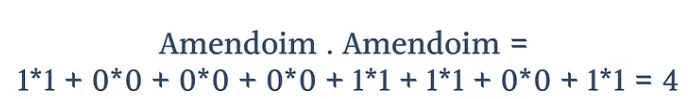 Amendoim . Amendoim =
1*1 + 0*0 + 0*0 + 0*0 + 1*1 + 1*1 + 0*0 + 1*1 = 4